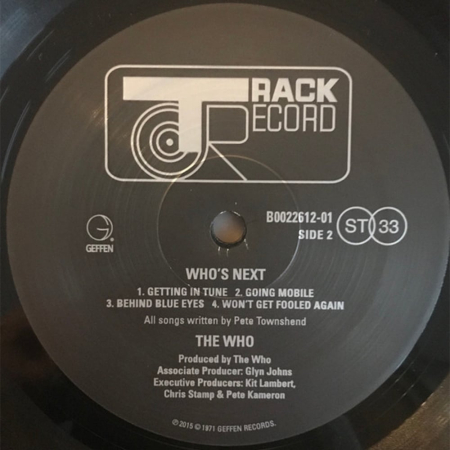 TRACK
RECORD
B0022612-01
SIDE 2
ST 33
G
GEFFEN
WHO'S NEXT
1. GETTING IN TUNE 2. GOING MOBILE
3. BEHIND BLUE EYES 4. WON'T GET FOOLED AGAIN
All songs written by Pete Townshend
THE WHO
Produced by The Who
Associate Producer: Glyn Johns
Executive Producers: Kit Lambert,
Chris Stamp & Pete Kameron
℗ 2015 © 1971 GEFFEN RECORDS.